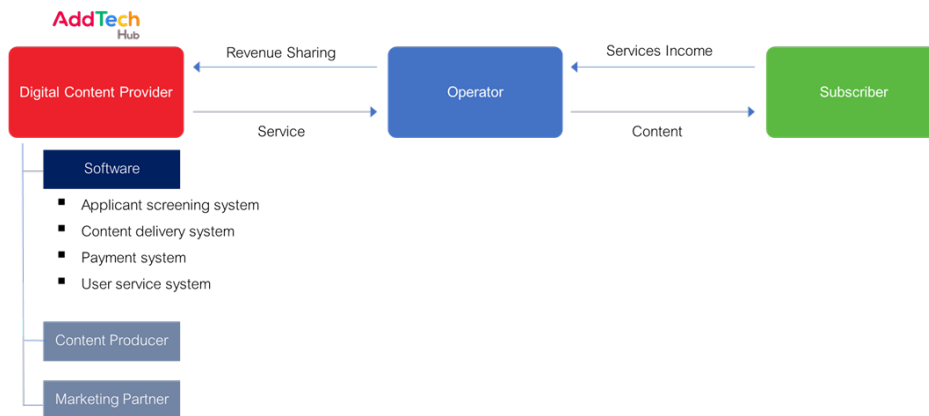 AddTech
Hub
Revenue Sharing
Services Income
Digital Content Provider
Operator
Subscriber
Service
Content
Software
▪ Applicant screening system
▪ Content delivery system
▪ Payment system
▪ User service system
Content Producer
Marketing Partner